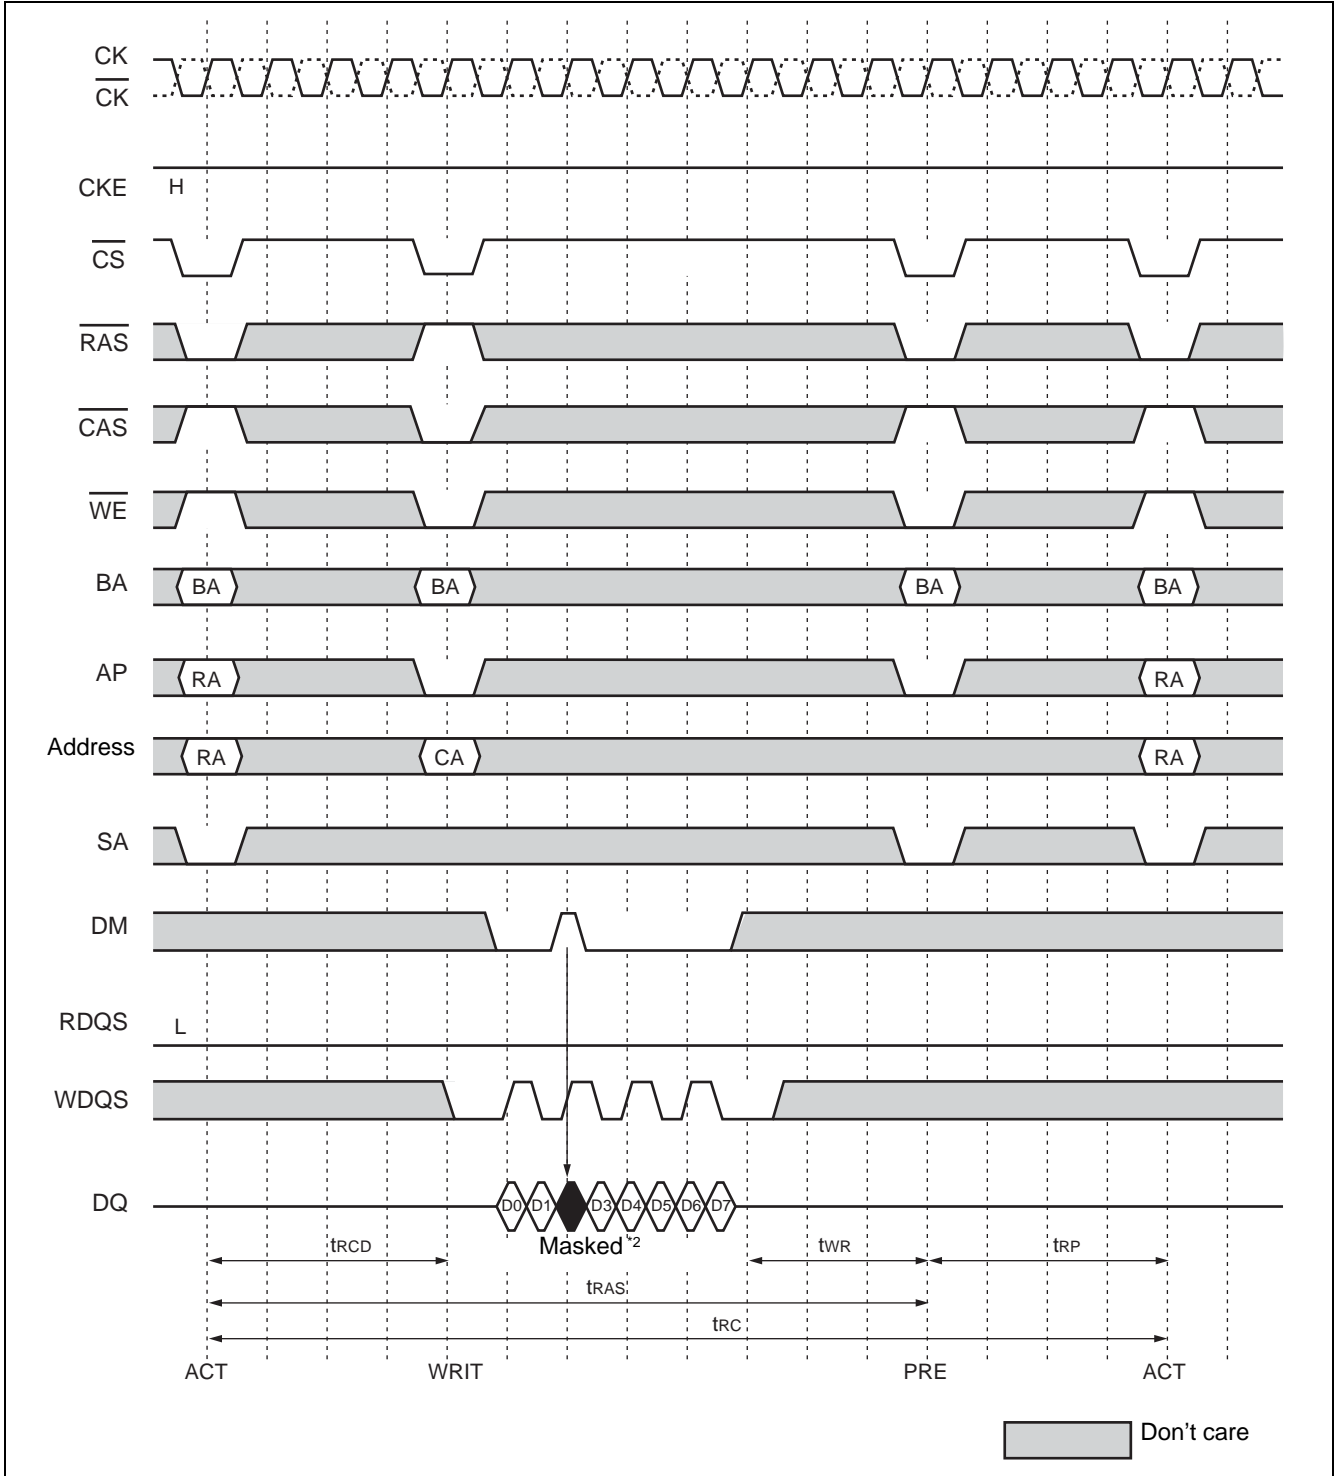 CK
CK
CKE H
CS
RAS
CAS
WE
BA BA BA BA BA
AP RA RA
Address RA CA RA
SA
DM
RDQS L
WDQS
DQ D0 D1 D3 D4 D5 D6 D7
Masked *2
tRCD tWR tRP
tRAS
tRC
ACT WRIT PRE ACT
Don't care